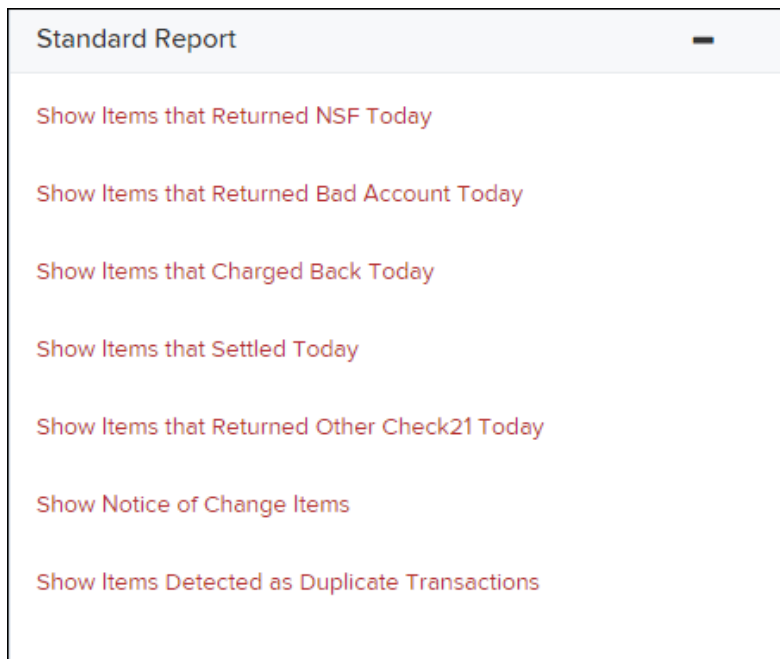 Standard Report
Show Items that Returned NSF Today
Show Items that Returned Bad Account Today
Show Items that Charged Back Today
Show Items that Settled Today
Show Items that Returned Other Check21 Today
Show Notice of Change Items
Show Items Detected as Duplicate Transactions